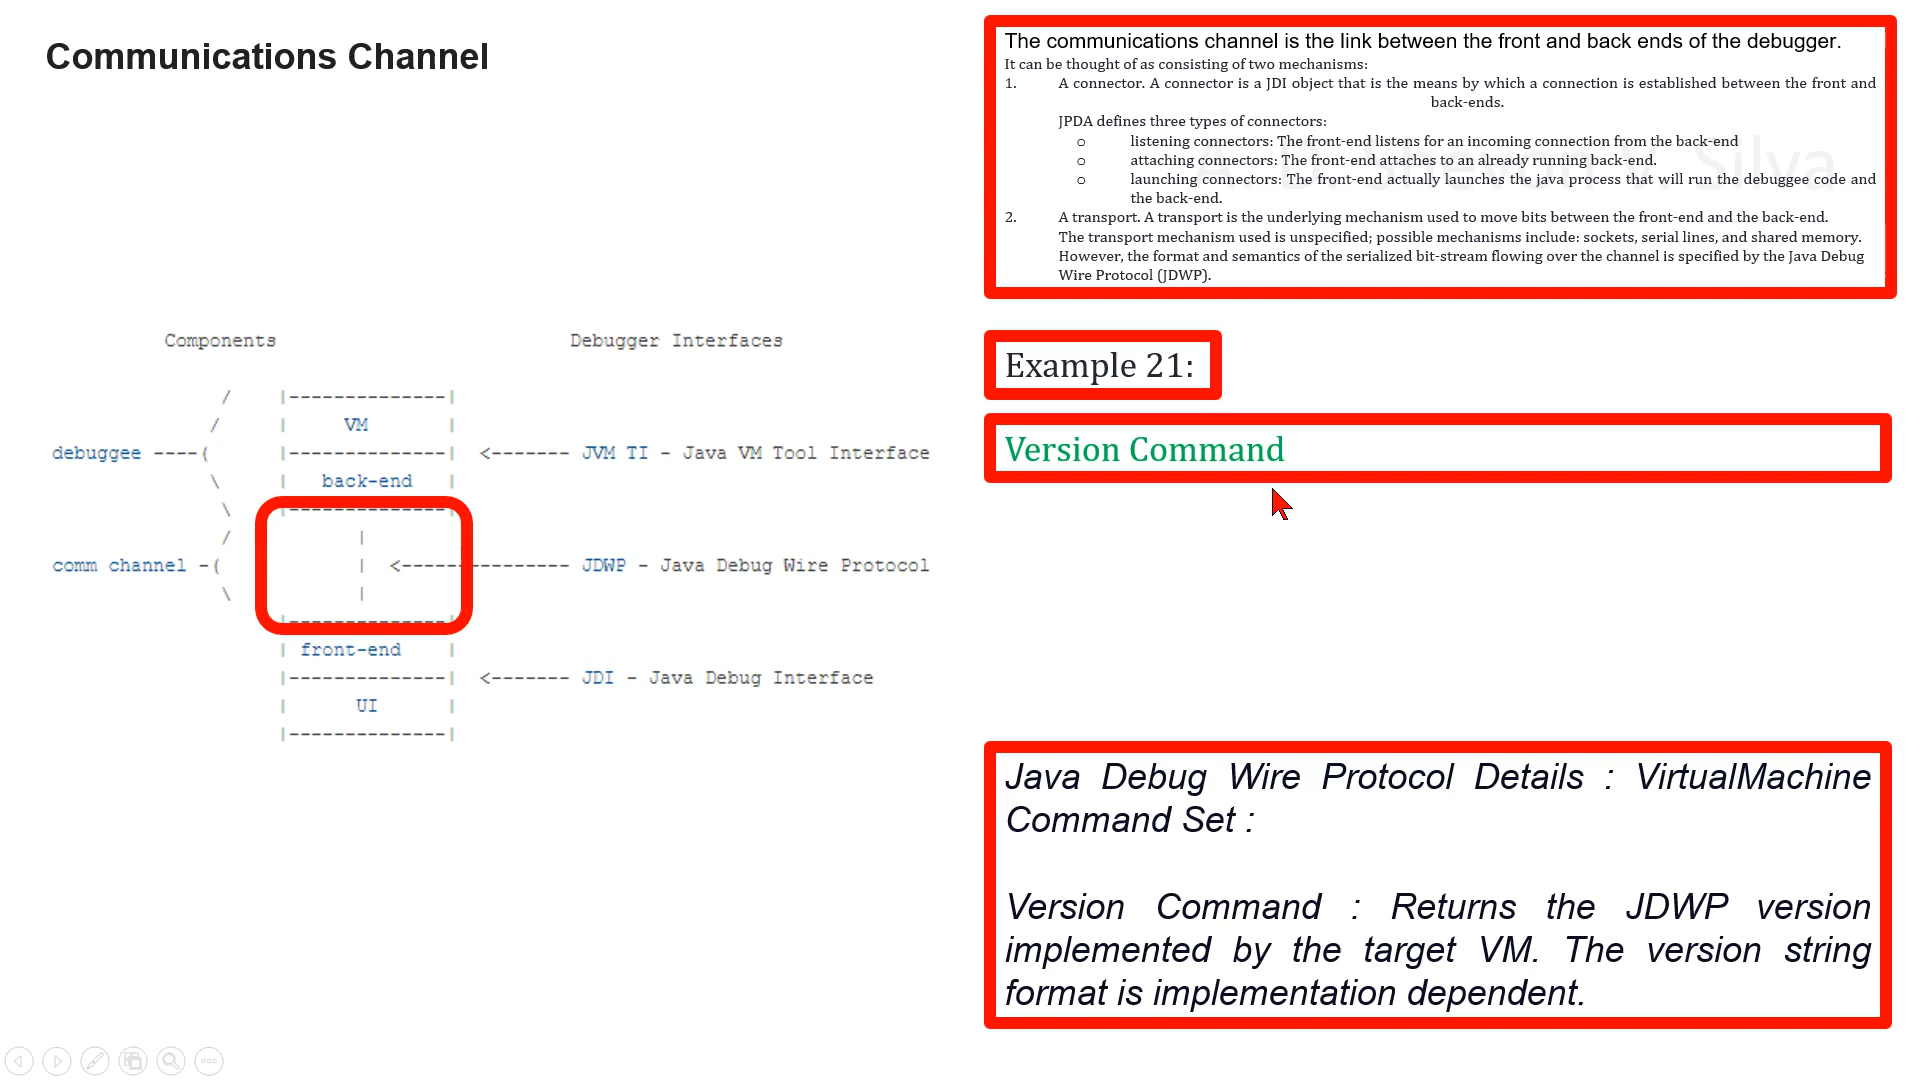 Communications Channel
The communications channel is the link between the front and back ends of the debugger.
It can be thought of as consisting of two mechanisms:
1. A connector. A connector is a JDI object that is the means by which a connection is established between the front and
back-ends.
JPDA defines three types of connectors:
o listening connectors: The front-end listens for an incoming connection from the back-end
o attaching connectors: The front-end attaches to an already running back-end.
o launching connectors: The front-end actually launches the java process that will run the debuggee code and
the back-end.
2. A transport. A transport is the underlying mechanism used to move bits between the front-end and the back-end.
The transport mechanism used is unspecified; possible mechanisms include: sockets, serial lines, and shared memory.
However, the format and semantics of the serialized bit-stream flowing over the channel is specified by the Java Debug
Wire Protocol (JDWP).
Components Debugger Interfaces
/ |--------------|
/ | VM |
debuggee ----( |--------------| <------- JVM TI - Java VM Tool Interface
\ | back-end |
\ |--------------|
/ |
comm channel -( | <--------------- JDWP - Java Debug Wire Protocol
\ |
|--------------|
| front-end |
|--------------| <------- JDI - Java Debug Interface
| UI |
|--------------|
Example 21:
Version Command
Java Debug Wire Protocol Details : VirtualMachine
Command Set :
Version Command : Returns the JDWP version
implemented by the target VM. The version string
format is implementation dependent.